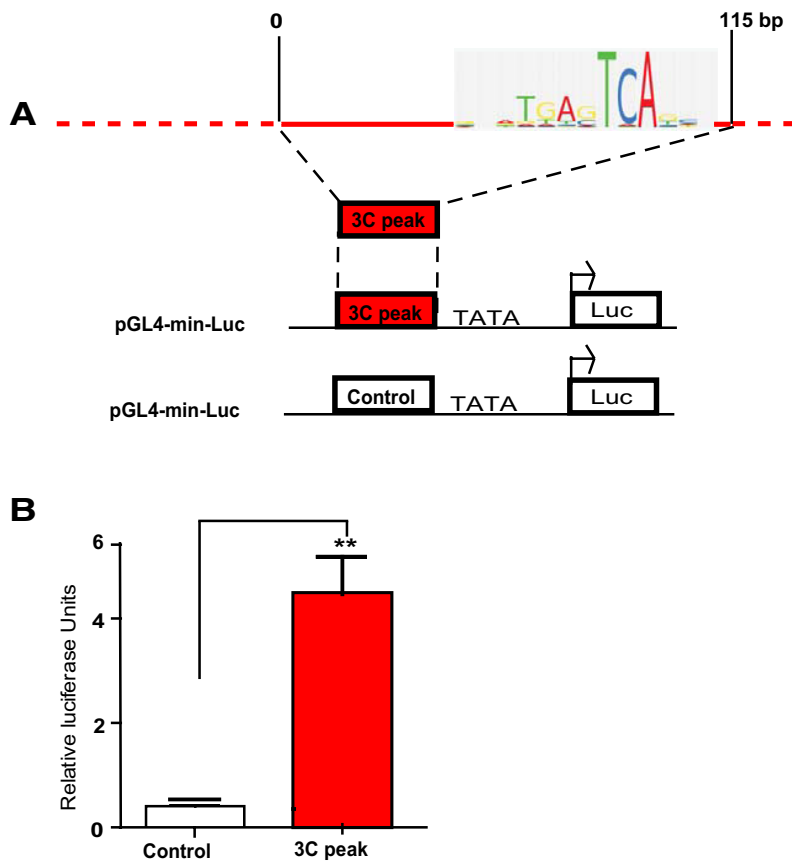 0
115 bp
A
TGAGTCA
3C peak
pGL4-min-Luc
3C peak
TATA
Luc
pGL4-min-Luc
Control
TATA
Luc
B
**
Relative luciferase Units
6
4
2
0
Control
3C peak